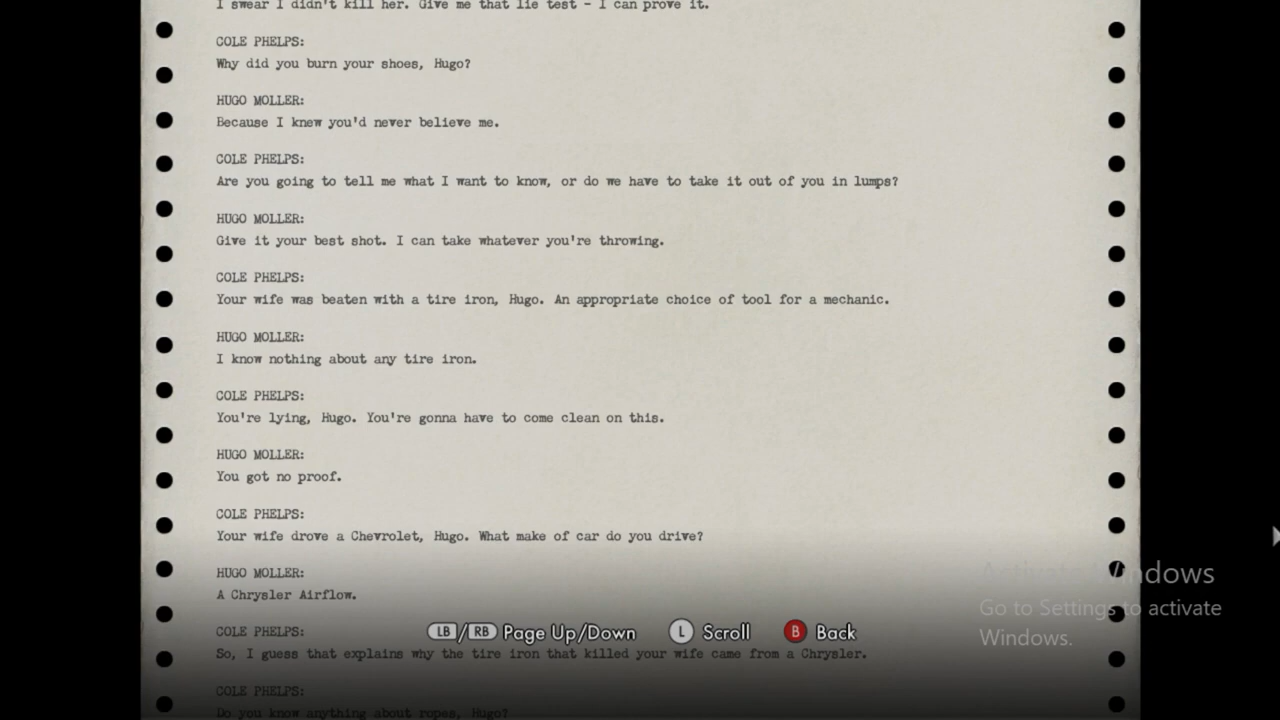 I swear I didn't kill her. Give me that lie test - I can prove it.
COLE PHELPS:
Why did you burn your shoes, Hugo?
HUGO MOLLER:
Because I knew you'd never believe me.
COLE PHELPS:
Are you going to tell me what I want to know, or do we have to take it out of you in lumps?
HUGO MOLLER:
Give it your best shot. I can take whatever you're throwing.
COLE PHELPS:
Your wife was beaten with a tire iron, Hugo. An appropriate choice of tool for a mechanic.
HUGO MOLLER:
I know nothing about any tire iron.
COLE PHELPS:
You're lying, Hugo. You're gonna have to come clean on this.
HUGO MOLLER:
You got no proof.
COLE PHELPS:
Your wife drove a Chevrolet, Hugo. What make of car do you drive?
HUGO MOLLER:
A Chrysler Airflow.
COLE PHELPS:
So, I guess that explains why the tire iron that killed your wife came from a Chrysler.
COLE PHELPS:
Do you know anything about ropes, Hugo?
LB/RB Page Up/Down L Scroll B Back
Activate Windows
Go to Settings to activate
Windows.